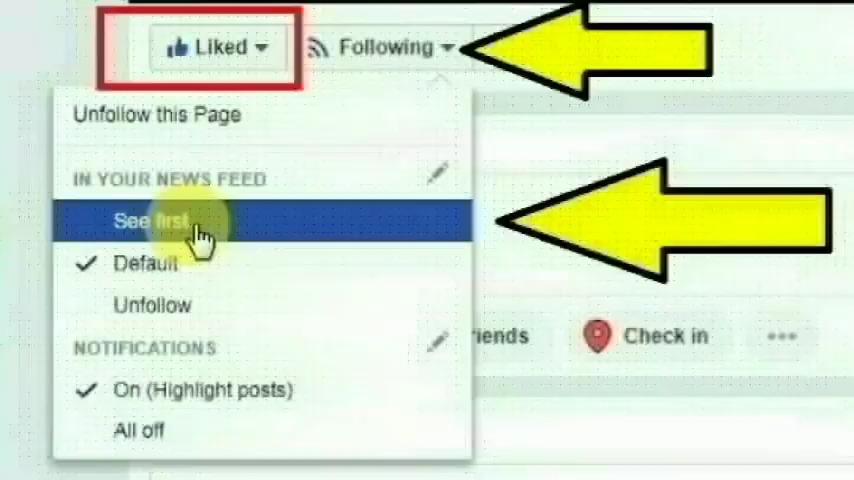 Liked Following
Unfollow this Page
IN YOUR NEWS FEED
See first
Default
Unfollow
NOTIFICATIONS
riends Check in
On (Highlight posts)
All off